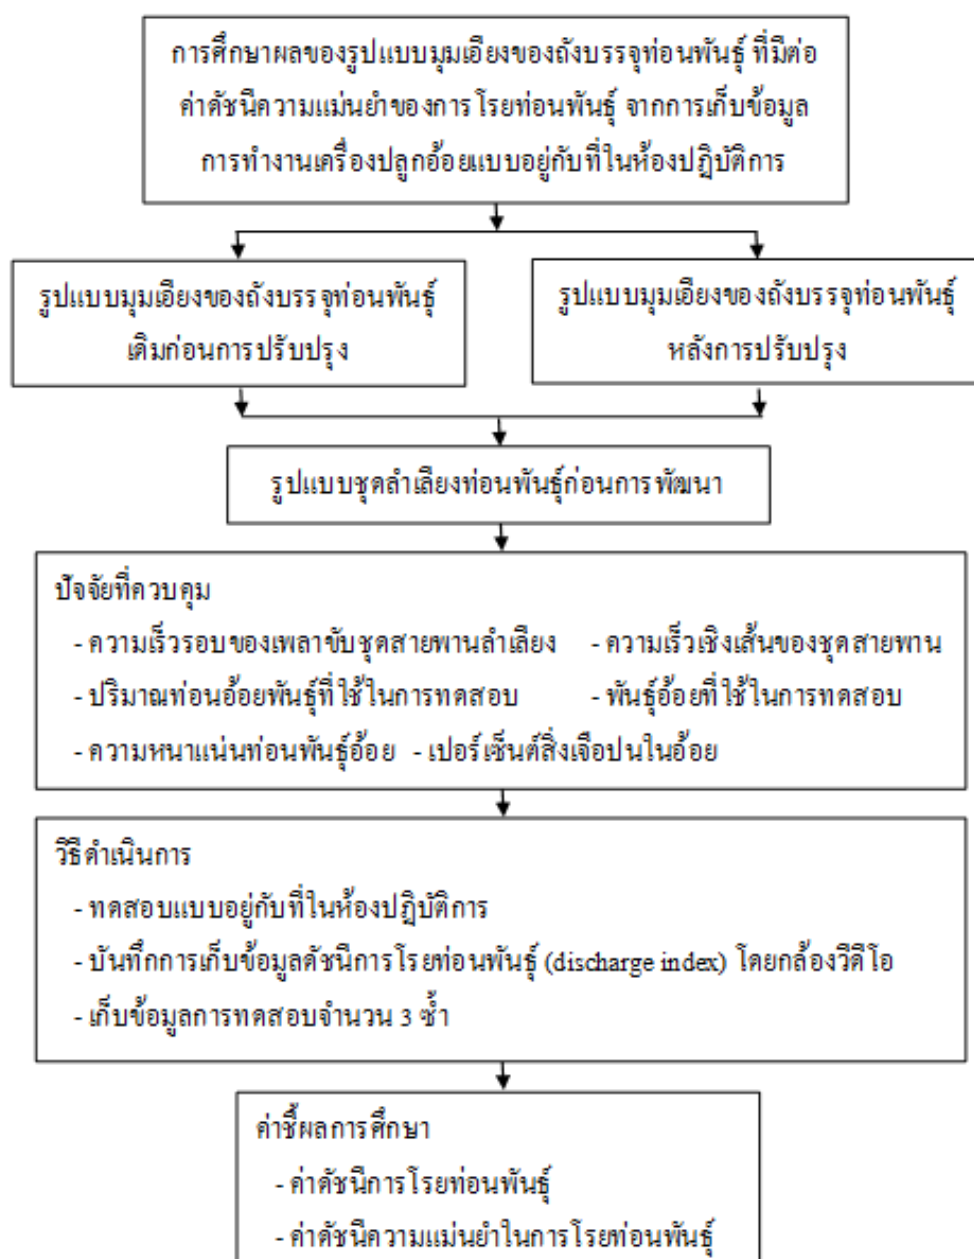 การศึกษาผลของรูปแบบมุมเอียงของถังบรรจุท่อนพันธุ์ ที่มีต่อ
ค่าดัชนีความแม่นยำของการโรยท่อนพันธุ์ จากการเก็บข้อมูล
การทำงานเครื่องปลูกอ้อยแบบอยู่กับที่ในห้องปฏิบัติการ
รูปแบบมุมเอียงของถังบรรจุท่อนพันธุ์
เดิมก่อนการปรับปรุง
รูปแบบมุมเอียงของถังบรรจุท่อนพันธุ์
หลังการปรับปรุง
รูปแบบชุดลำเลียงท่อนพันธุ์ก่อนการพัฒนา
ปัจจัยที่ควบคุม
- ความเร็วรอบของเพลาขับชุดสายพานลำเลียง - ความเร็วเชิงเส้นของชุดสายพาน
- ปริมาณท่อนอ้อยพันธุ์ที่ใช้ในการทดสอบ - พันธุ์อ้อยที่ใช้ในการทดสอบ
- ความหนาแน่นท่อนพันธุ์อ้อย - เปอร์เซ็นต์สิ่งเจือปนในอ้อย
วิธีดำเนินการ
- ทดสอบแบบอยู่กับที่ในห้องปฏิบัติการ
- บันทึกการเก็บข้อมูลดัชนีการโรยท่อนพันธุ์ (discharge index) โดยกล้องวีดีโอ
- เก็บข้อมูลการทดสอบจำนวน 3 ซ้ำ
ค่าชี้ผลการศึกษา
- ค่าดัชนีการโรยท่อนพันธุ์
- ค่าดัชนีความแม่นยำในการโรยท่อนพันธุ์